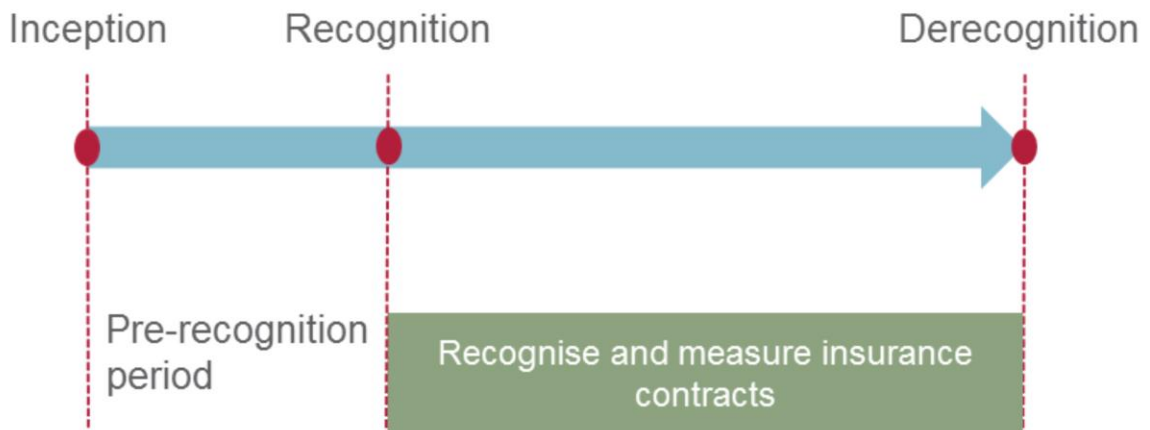 Inception
Recognition
Derecognition
Pre-recognition
period
Recognise and measure insurance
contracts